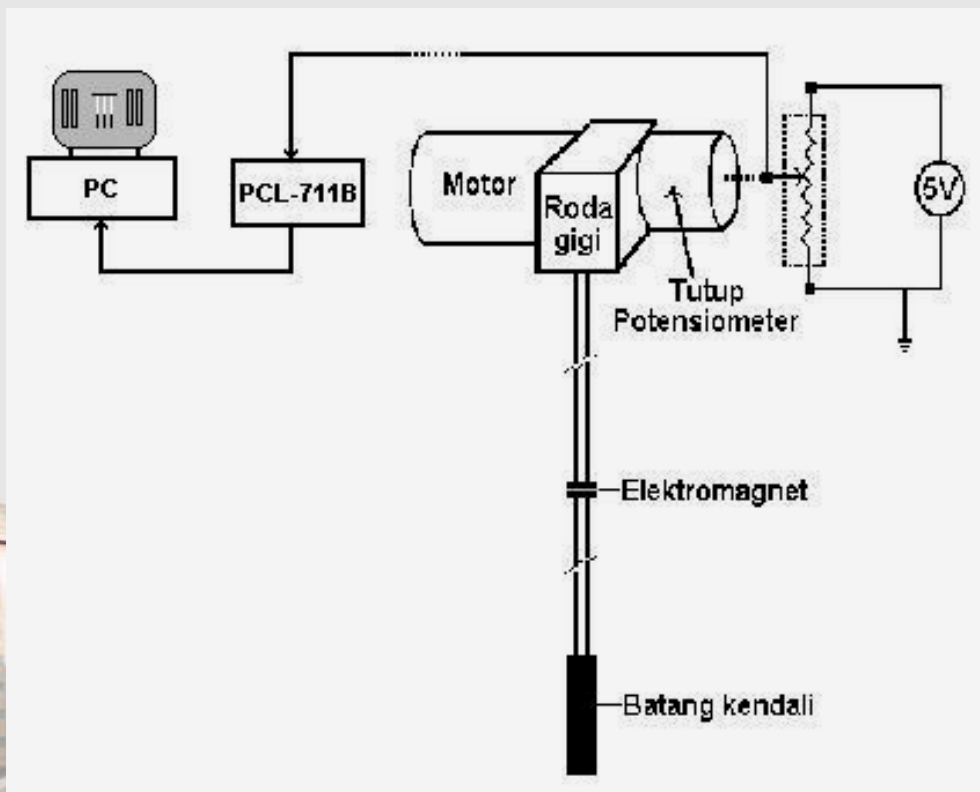 PC
PCL-711B
Motor
Roda
gigi
5V
Tutup
Potensiometer
Elektromagnet
Batang kendali